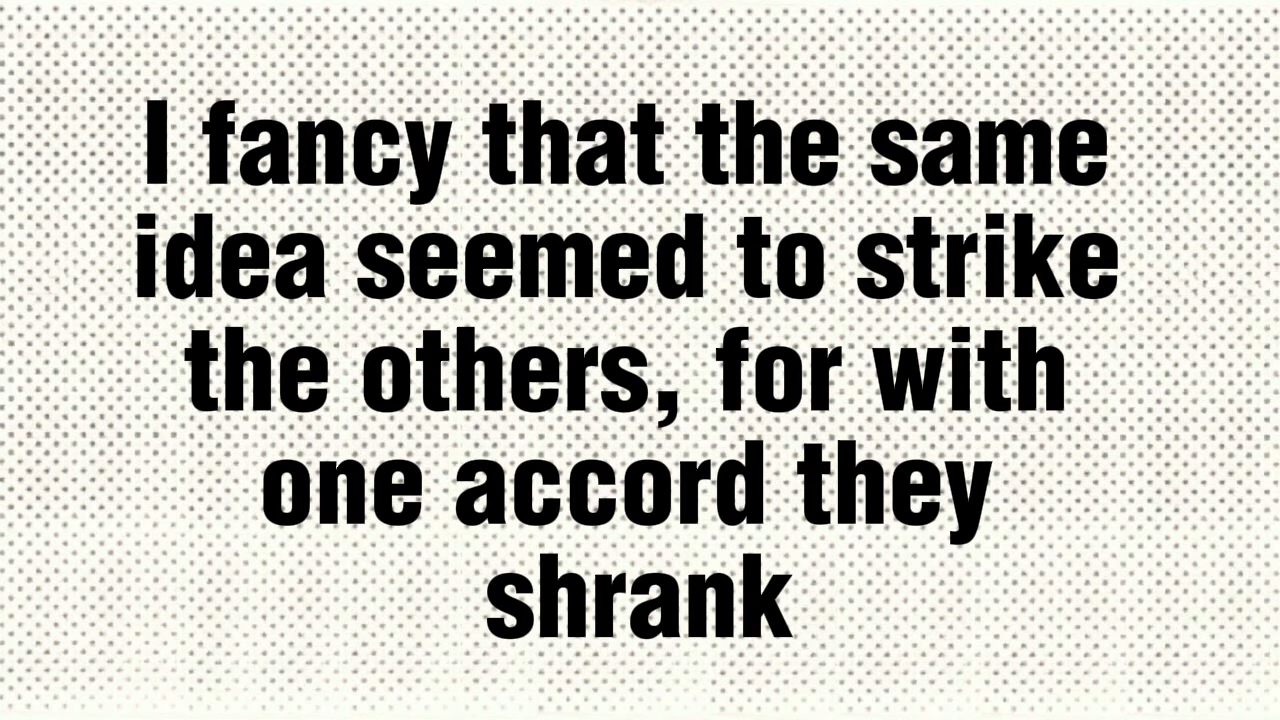 I fancy that the same
idea seemed to strike
the others, for with
one accord they
shrank